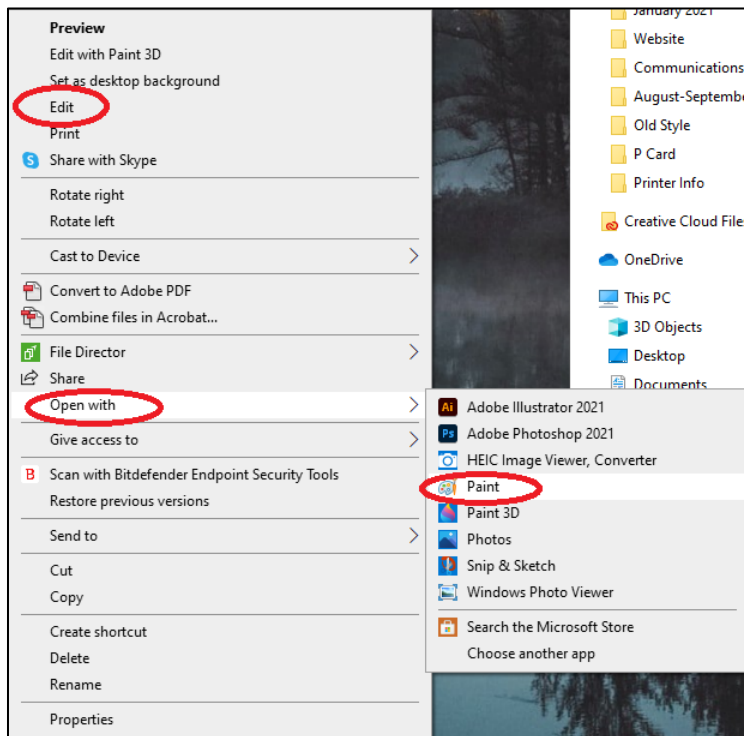 Preview
Edit with Paint 3D
Set as desktop background
Edit
Print
Share with Skype
Rotate right
Rotate left
Cast to Device
Convert to Adobe PDF
Combine files in Acrobat...
File Director
Share
Open with
Give access to
Scan with Bitdefender Endpoint Security Tools
Restore previous versions
Send to
Cut
Copy
Create shortcut
Delete
Rename
Properties
Ai Adobe Illustrator 2021
Ps Adobe Photoshop 2021
HEIC Image Viewer, Converter
Paint
Paint 3D
Photos
Snip & Sketch
Windows Photo Viewer
Search the Microsoft Store
Choose another app
January 2021
Website
Communications
August-Septembe
Old Style
P Card
Printer Info
Creative Cloud Files
OneDrive
This PC
3D Objects
Desktop
Documents